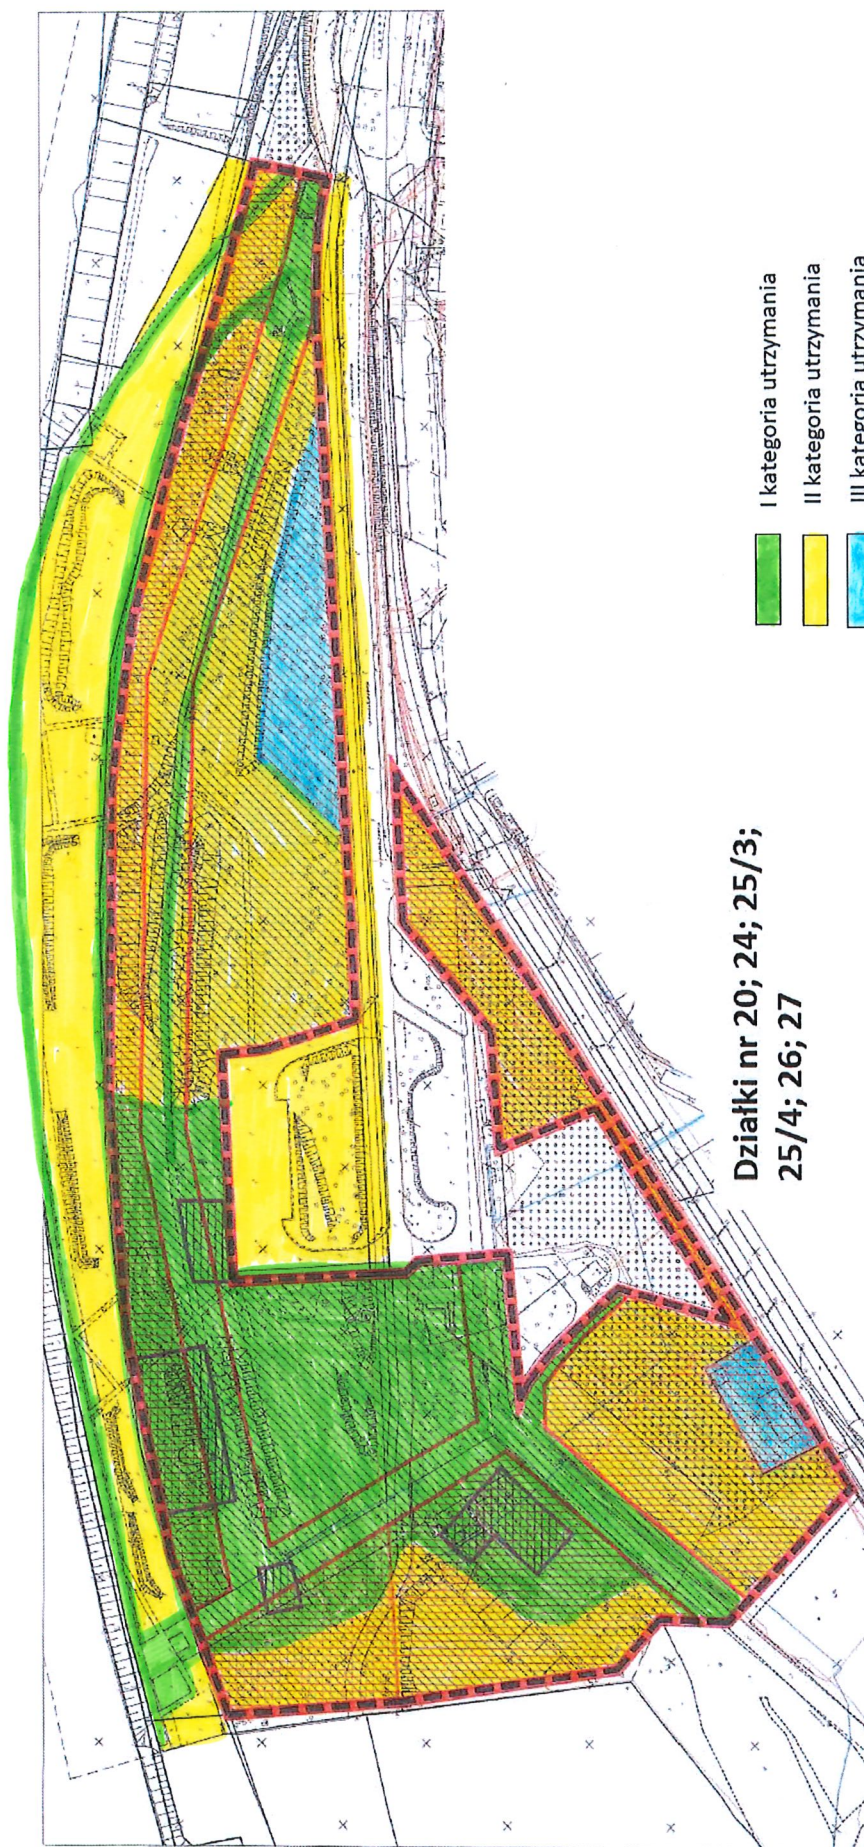 I kategoria utrzymania
II kategoria utrzymania
III kategoria utrzymania
Działki nr 20; 24; 25/3;
25/4; 26; 27